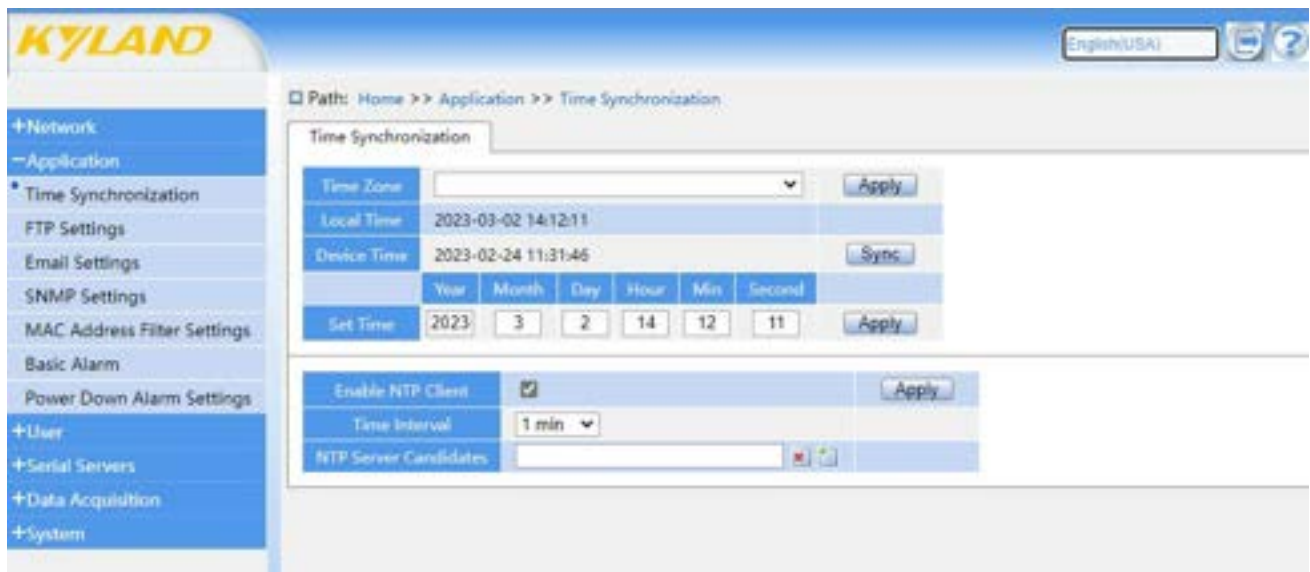 KYLAND
English(USA)
Path: Home >> Application >> Time Synchronization
+Network
−Application
Time Synchronization
FTP Settings
Email Settings
SNMP Settings
MAC Address Filter Settings
Basic Alarm
Power Down Alarm Settings
+User
+Serial Servers
+Data Acquisition
+System
Time Synchronization
Time Zone Apply
Local Time 2023-03-02 14:12:11
Device Time 2023-02-24 11:31:46 Sync
Year Month Day Hour Min Second
Set Time 2023 3 2 14 12 11 Apply
Enable NTP Client Apply
Time Interval 1 min
NTP Server Candidates